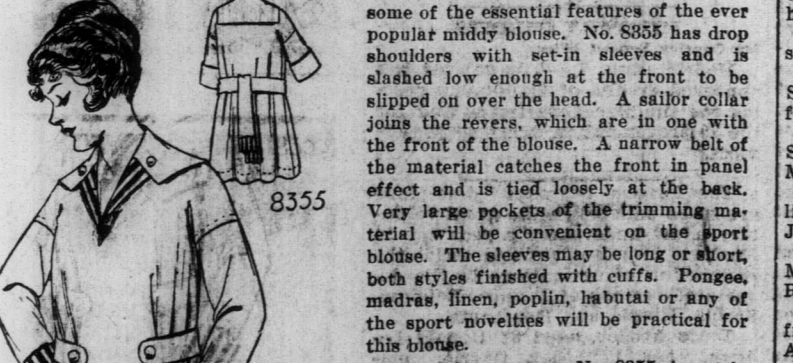 8355
some of the essential features of the ever
popular middy blouse. No. 8355 has drop
shoulders with set-in sleeves and is
slashed low enough at the front to be
slipped on over the head. A sailor collar
joins the revers, which are in one with
the front of the blouse. A narrow belt of
the material catches the front in panel
effect and is tied loosely at the back.
Very large pockets of the trimming ma-
terial will be convenient on the sport
blouse. The sleeves may be long or short,
both styles finished with cuffs. Pongee,
madras, linen, poplin, habutai or any of
the sport novelties will be practical for
this blouse.